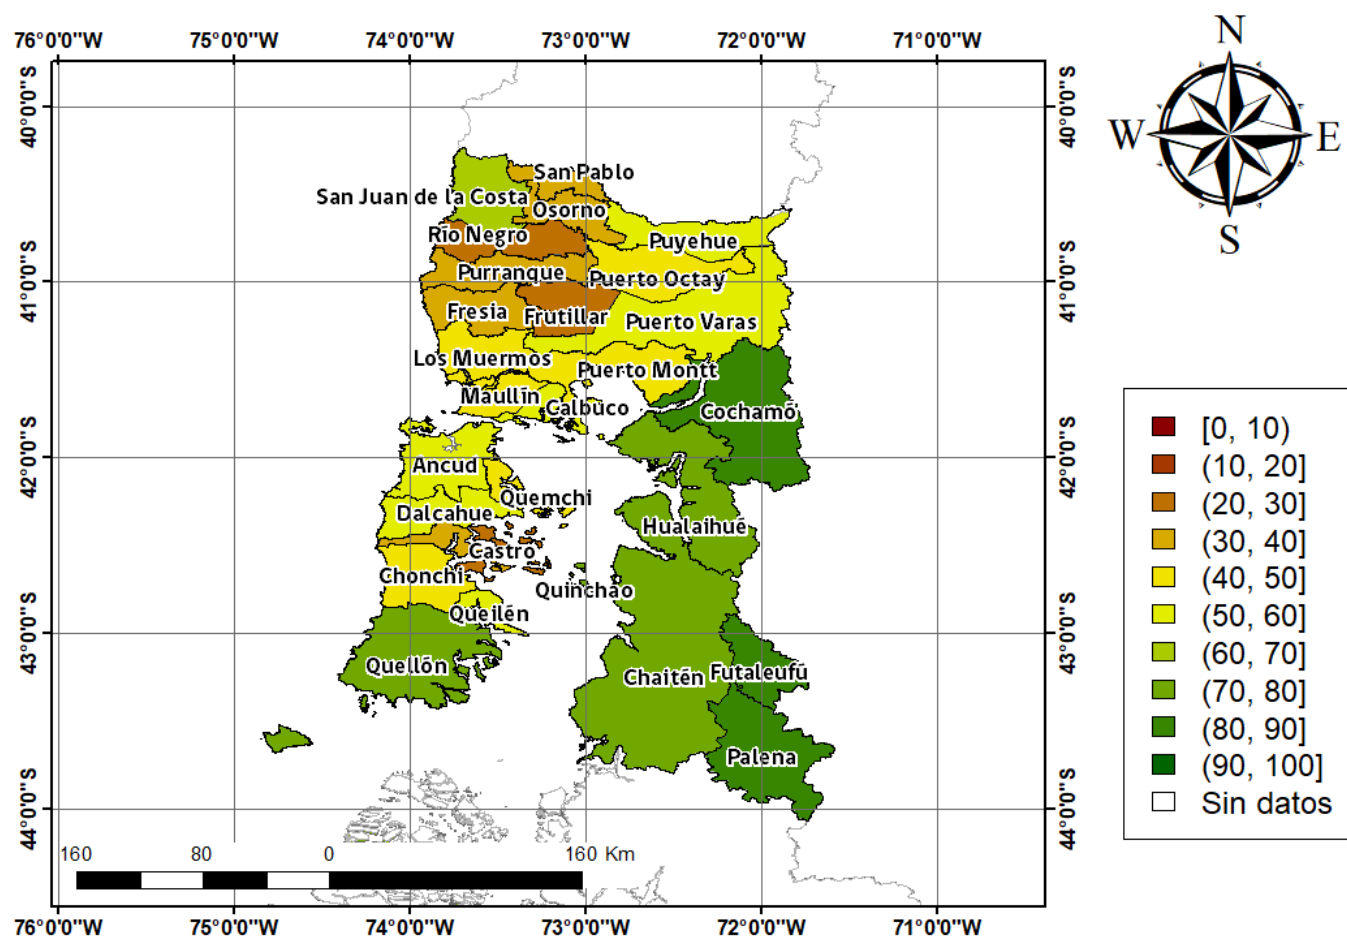 76°0'0"W 75°0'0"W 74°0'0"W 73°0'0"W 72°0'0"W 71°0'0"W
N
W E
S
40°0'0"S 40°0'0"S
San Pablo
San Juan de la Costa
Osorno
Río Negro
Puyehue
Purranque
Puerto Octay
41°0'0"S 41°0'0"S
Fresia
Frutillar
Puerto Varas
Los Muermos
Puerto Montt
Maullín
Calbuco
Cochamó
42°0'0"S 42°0'0"S
Ancud
Quemchi
Dalcahue
Hualaihué
Castro
Chonchi
Quinchao
Queilén
43°0'0"S 43°0'0"S
Quellón
Chaitén
Futaleufú
Palena
44°0'0"S 44°0'0"S
160 80 0 160 Km
76°0'0"W 75°0'0"W 74°0'0"W 73°0'0"W 72°0'0"W 71°0'0"W
[0, 10)
(10, 20]
(20, 30]
(30, 40]
(40, 50]
(50, 60]
(60, 70]
(70, 80]
(80, 90]
(90, 100]
Sin datos